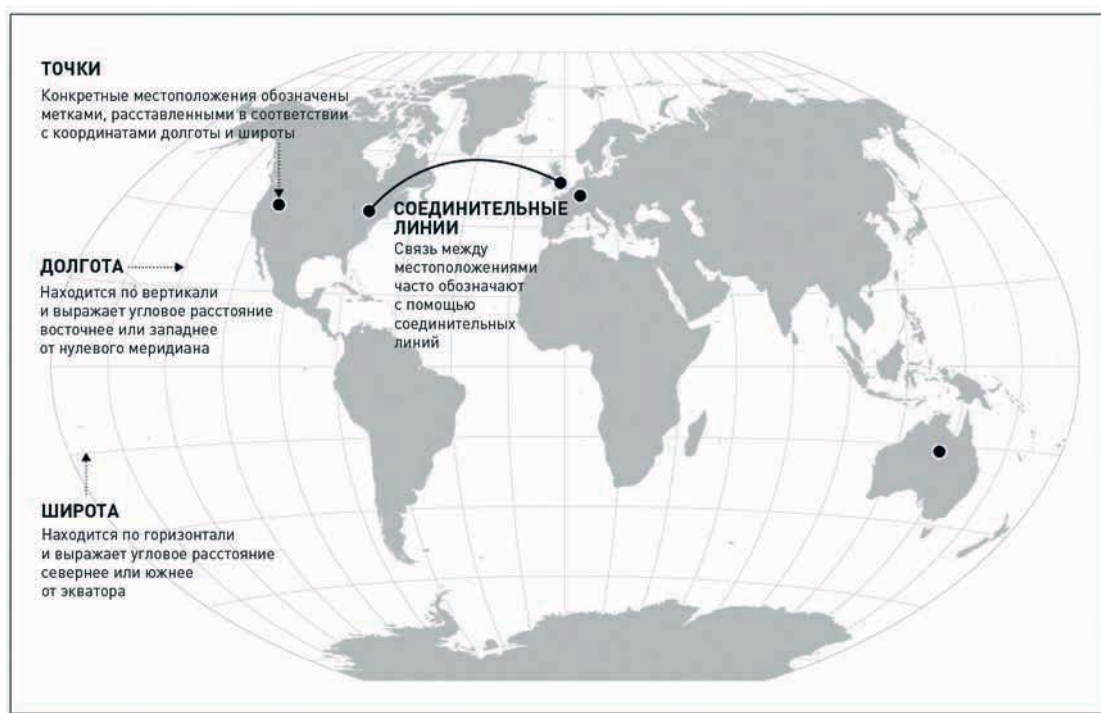 ТОЧКИ
Конкретные местоположения обозначены
метками, расставленными в соответствии
с координатами долготы и широты
СОЕДИНИТЕЛЬНЫЕ
ЛИНИИ
Связь между
местоположениями
часто обозначают
с помощью
соединительных
линий
ДОЛГОТА
Находится по вертикали
и выражает угловое расстояние
восточнее или западнее
от нулевого меридиана
ШИРОТА
Находится по горизонтали
и выражает угловое расстояние
севернее или южнее
от экватора